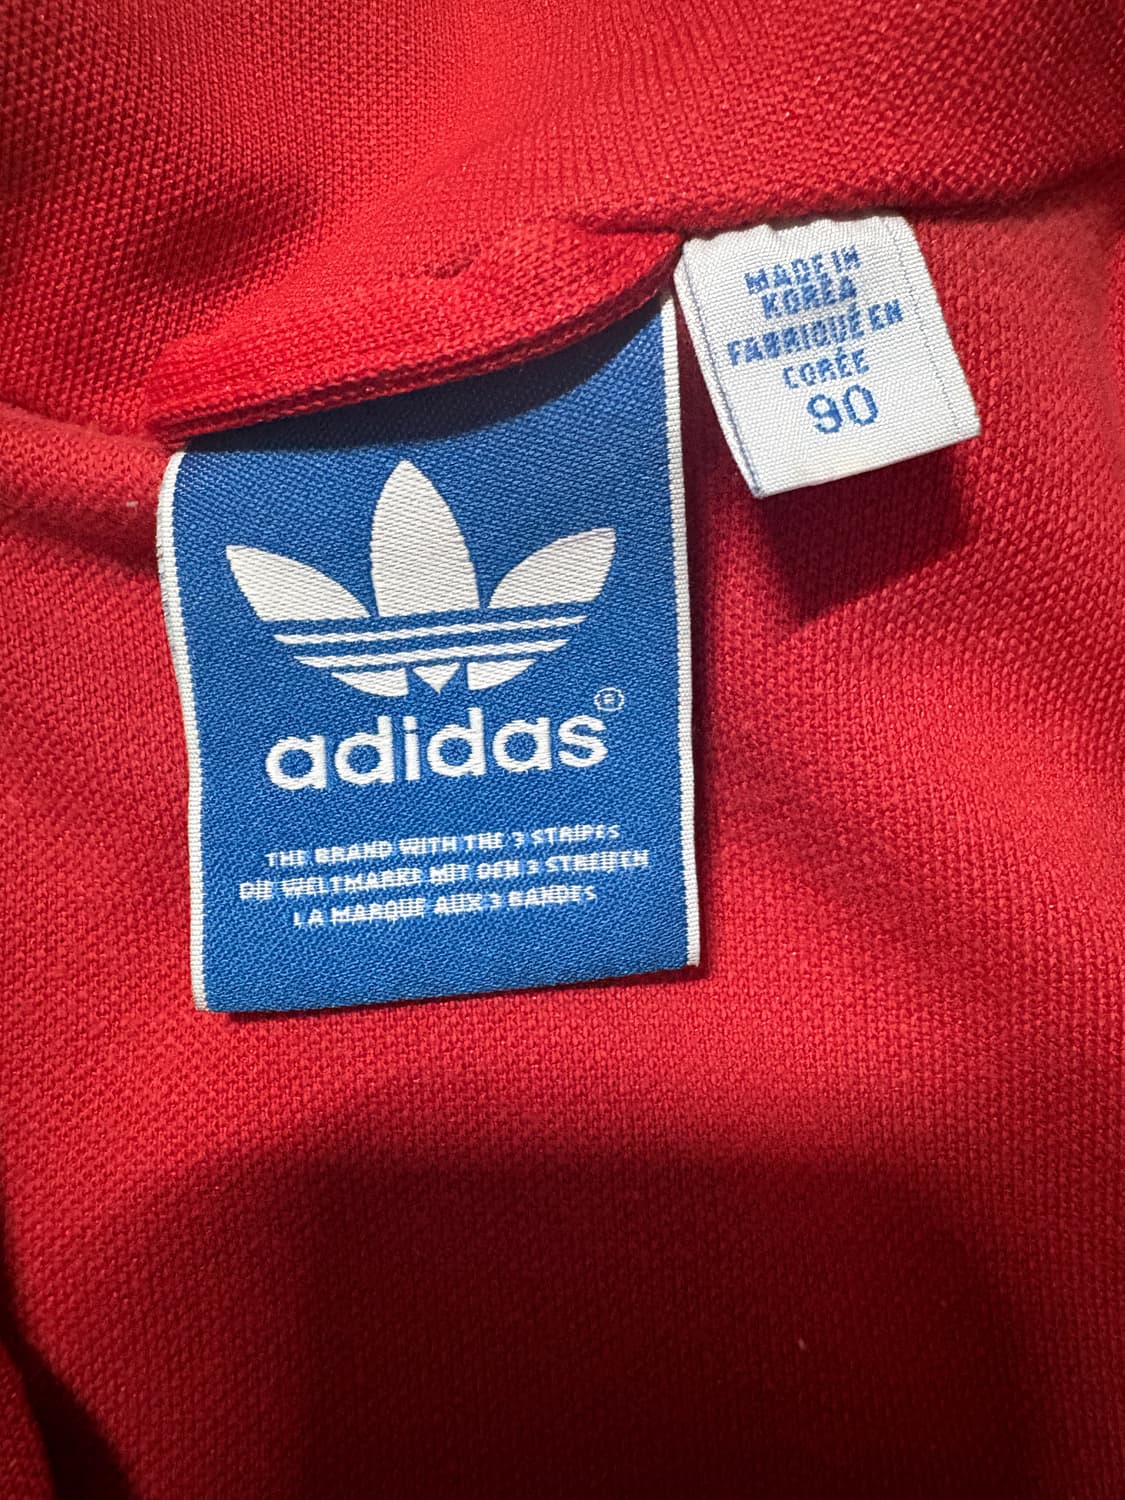 adidas®
THE BRAND WITH THE 3 STRIPES
DIE WELTMARKE MIT DEN 3 STREIFEN
LA MARQUE AUX 3 BANDES
MADE IN
KOREA
FABRIQUÉ EN
CORÉE
90